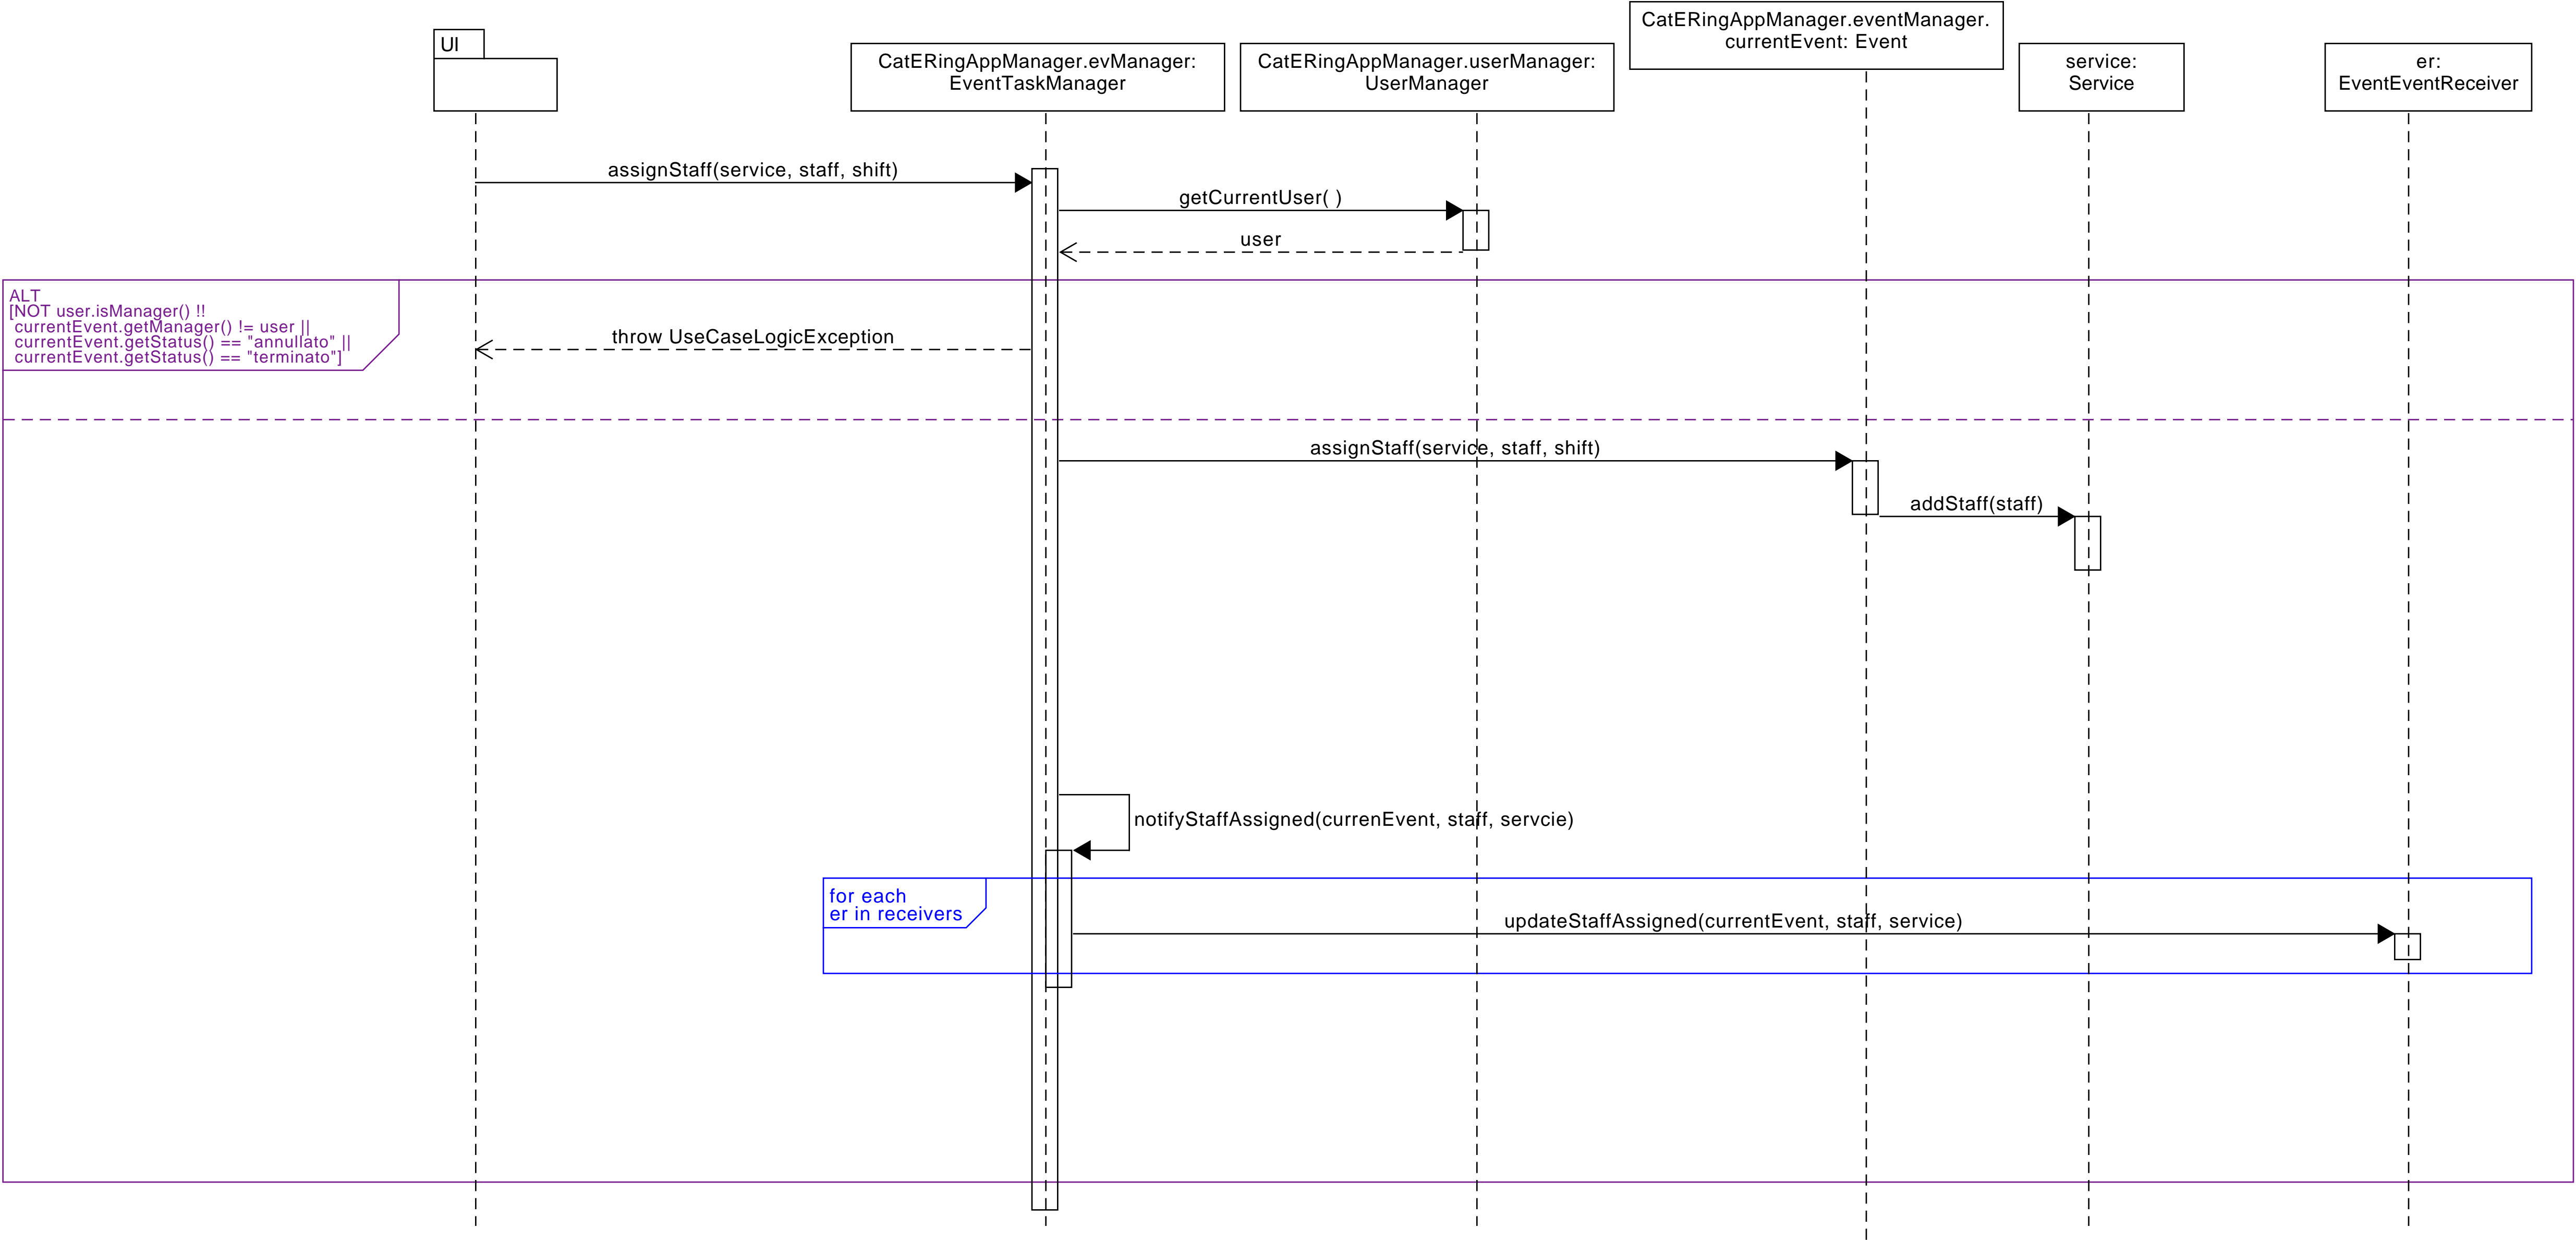 CatERingAppManager.eventManager.
currentEvent: Event
UI
CatERingAppManager.evManager:
EventTaskManager
CatERingAppManager.userManager:
UserManager
service:
Service
er:
EventEventReceiver
assignStaff(service, staff, shift)
getCurrentUser( )
user
ALT
[NOT user.isManager() !!
currentEvent.getManager() != user ||
currentEvent.getStatus() == "annullato" ||
currentEvent.getStatus() == "terminato"]
throw UseCaseLogicException
assignStaff(service, staff, shift)
addStaff(staff)
notifyStaffAssigned(currenEvent, staff, servcie)
for each
er in receivers
updateStaffAssigned(currentEvent, staff, service)